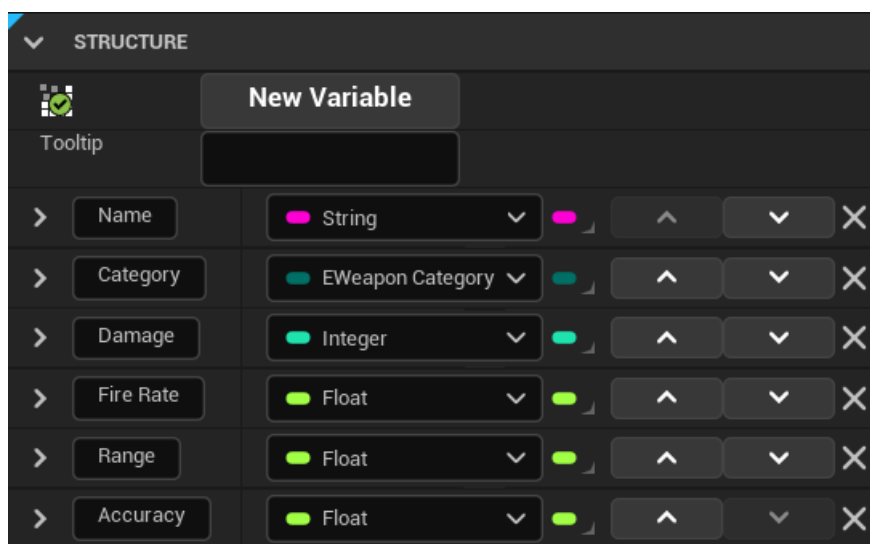 STRUCTURE
New Variable
Tooltip
Name String
Category EWeapon Category
Damage Integer
Fire Rate Float
Range Float
Accuracy Float